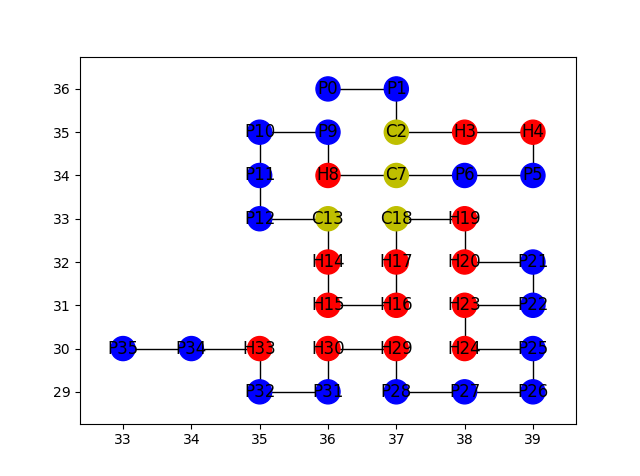 36 P0 P1
35 P10 P9 C2 H3 H4
34 P11 H8 C7 P6 P5
33 P12 C13 C18 H19
32 H14 H17 H20 P21
31 H15 H16 H23 P22
30 P35 P34 H33 H30 H29 H24 P25
29 P32 P31 P28 P27 P26
33 34 35 36 37 38 39